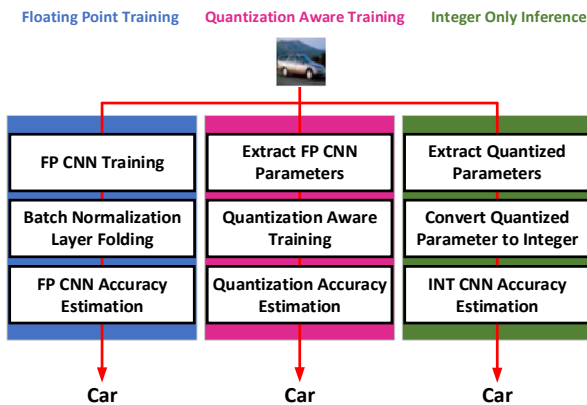 Floating Point Training
Quantization Aware Training
Integer Only Inference
FP CNN Training
Batch Normalization
Layer Folding
FP CNN Accuracy
Estimation
Car
Extract FP CNN
Parameters
Quantization Aware
Training
Quantization Accuracy
Estimation
Car
Extract Quantized
Parameters
Convert Quantized
Parameter to Integer
INT CNN Accuracy
Estimation
Car